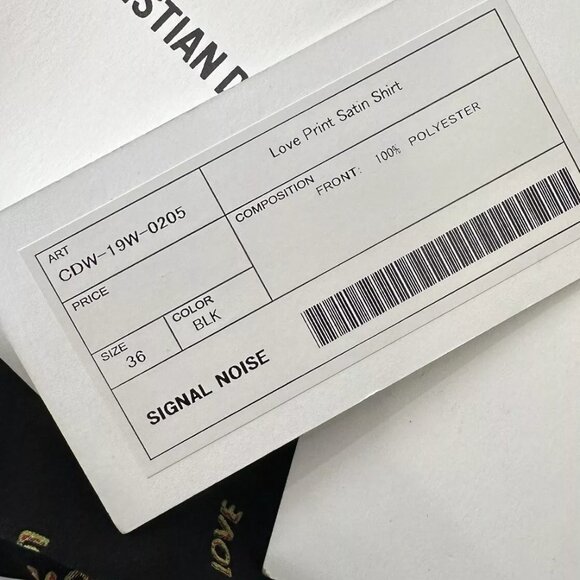 STIAN D
Love Print Satin Shirt
ART
CDW-19W-0205
COMPOSITION
FRONT: 100% POLYESTER
PRICE
SIZE
36
COLOR
BLK
SIGNAL NOISE
LOVE